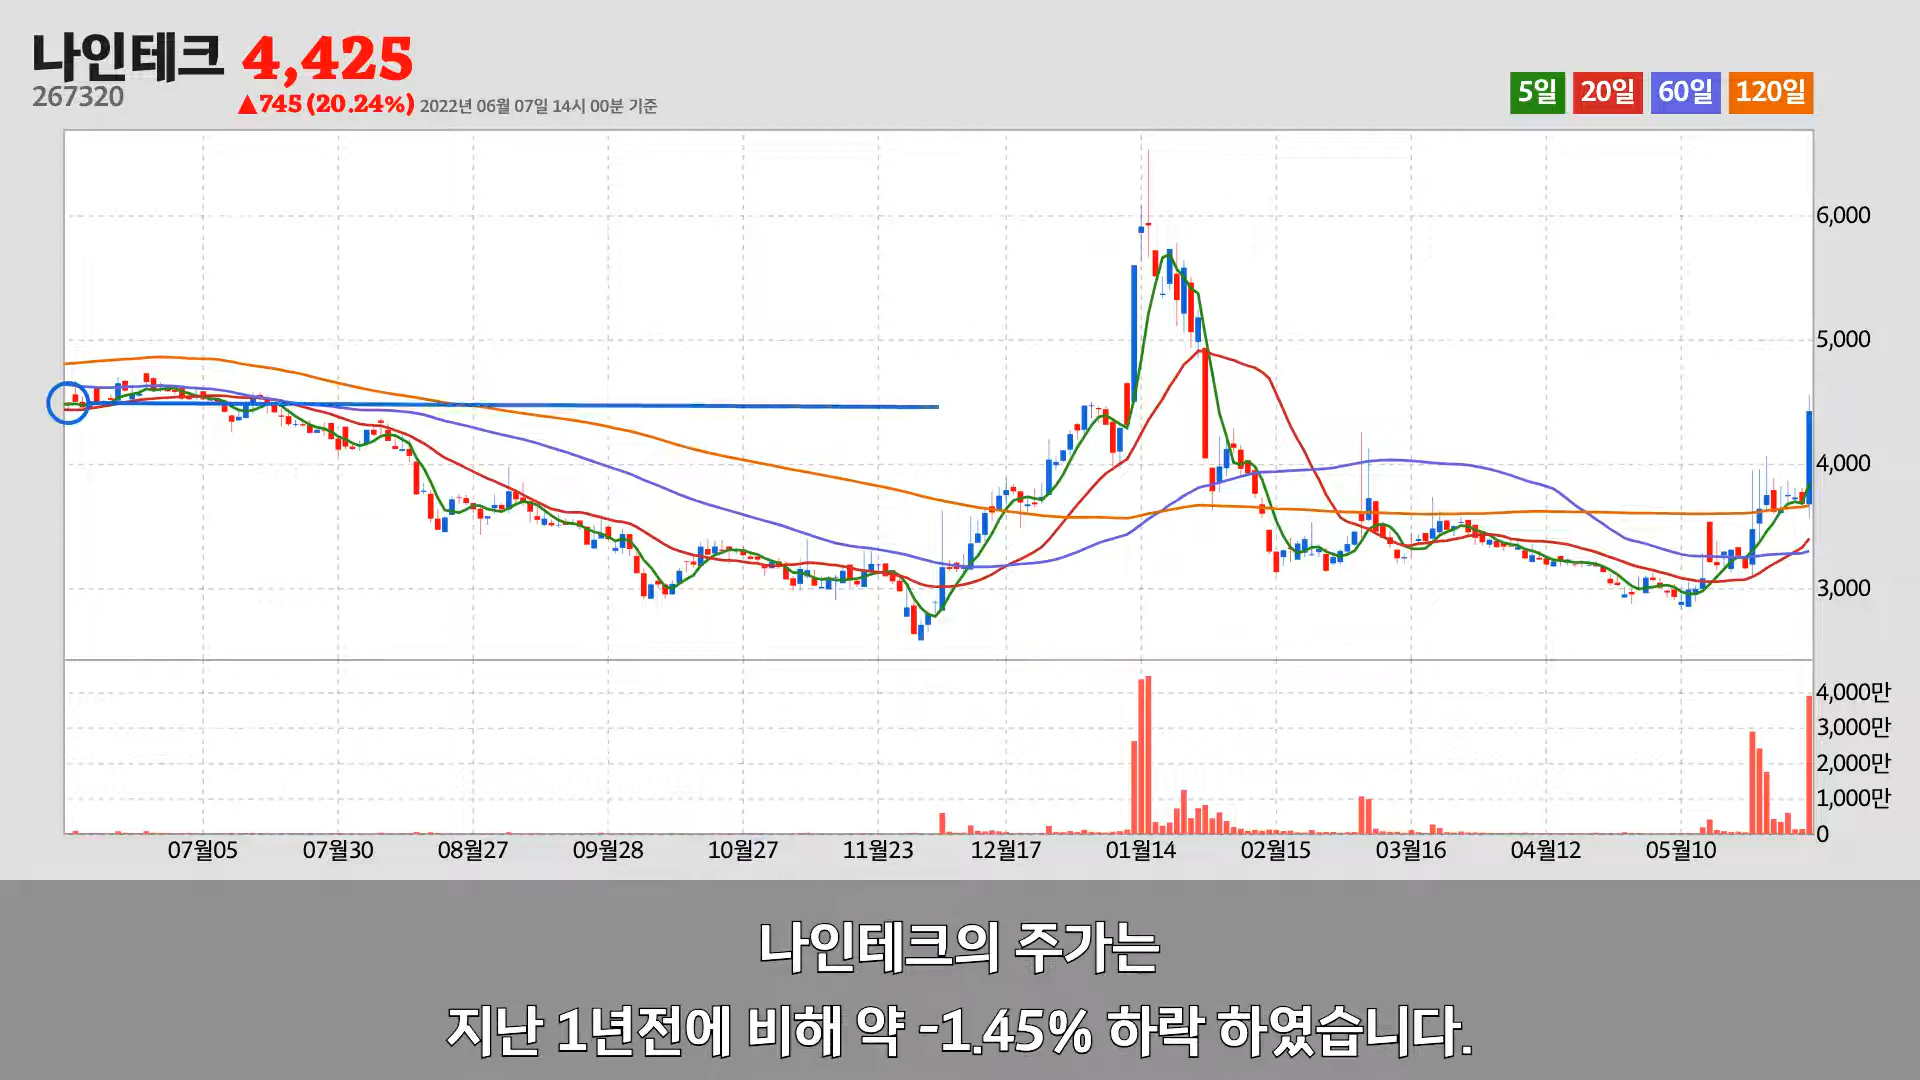 나인테크 4,425
267320
▲745 (20.24%) 2022년 06월 07일 14시 00분 기준
5일 20일 60일 120일
6,000
5,000
4,000
3,000
4,000만
3,000만
2,000만
1,000만
0
07월05 07월30 08월27 09월28 10월27 11월23 12월17 01월14 02월15 03월16 04월12 05월10
나인테크의 주가는
지난 1년전에 비해 약 -1.45% 하락 하였습니다.